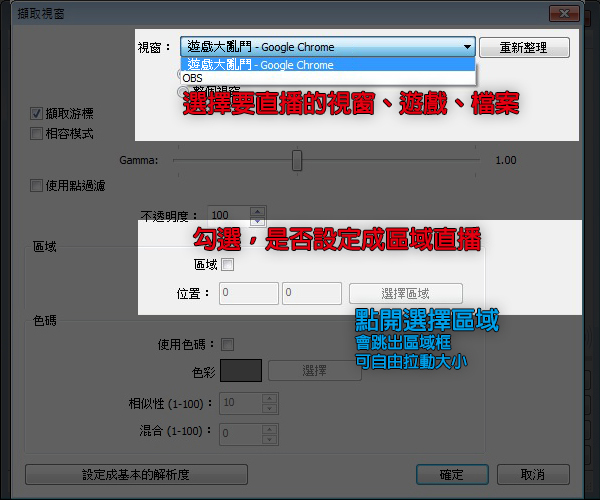 擷取視窗
視窗： 遊戲大亂鬥 - Google Chrome 重新整理
遊戲大亂鬥 - Google Chrome
OBS
整個視窗
選擇要直播的視窗、遊戲、檔案
擷取游標
相容模式
Gamma: 1.00
使用點過濾
不透明度： 100
勾選，是否設定成區域直播
區域
區域
位置： 0 0 選擇區域
點開選擇區域
會跳出區域框
可自由拉動大小
色碼
使用色碼：
色彩 選擇
相似性 (1-100)： 10
混合 (1-100)： 0
設定成基本的解析度 確定 取消